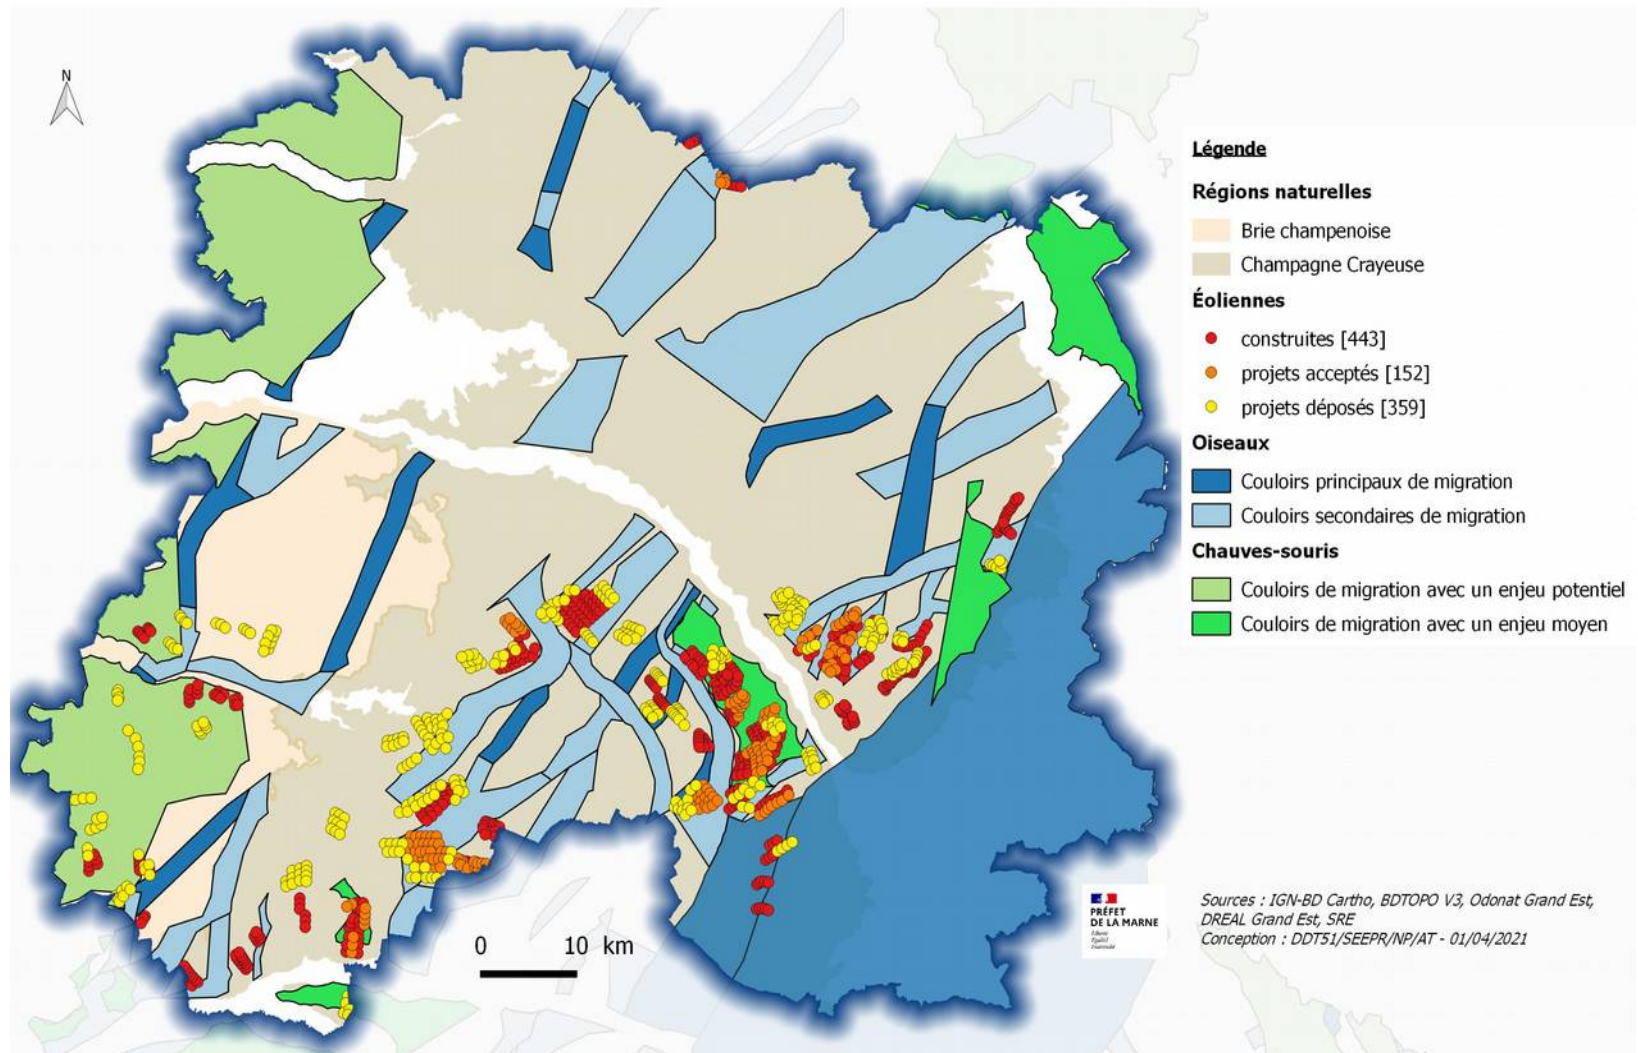 N
Légende
Régions naturelles
Brie champenoise
Champagne Crayeuse
Éoliennes
construites [443]
projets acceptés [152]
projets déposés [359]
Oiseaux
Couloirs principaux de migration
Couloirs secondaires de migration
Chauves-souris
Couloirs de migration avec un enjeu potentiel
Couloirs de migration avec un enjeu moyen
0 10 km
PRÉFET
DE LA MARNE
Liberté
Égalité
Fraternité
Sources : IGN-BD Cartho, BDTOPO V3, Odonat Grand Est,
DREAL Grand Est, SRE
Conception : DDT51/SEEPR/NP/AT - 01/04/2021